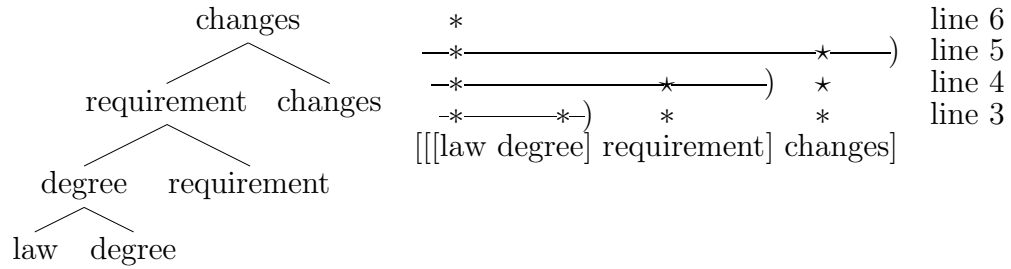 changes
requirement changes
degree requirement
law degree
* line 6
* ⋆ ) line 5
* ⋆ ) ⋆ line 4
* * ) * * line 3
[[[law degree] requirement] changes]